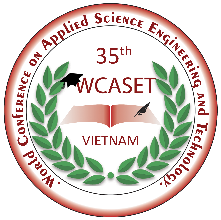 World Conference on Applied Science Engineering and Technology
35th
WCASET
VIETNAM